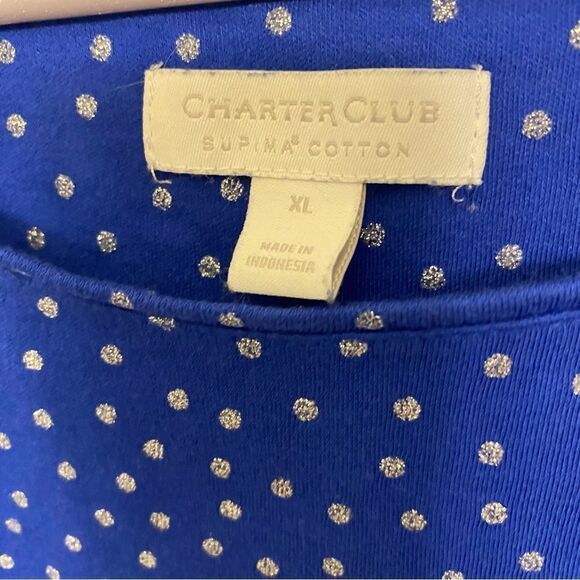 CHARTER CLUB
SUPIMA® COTTON
XL
MADE IN
INDONESIA